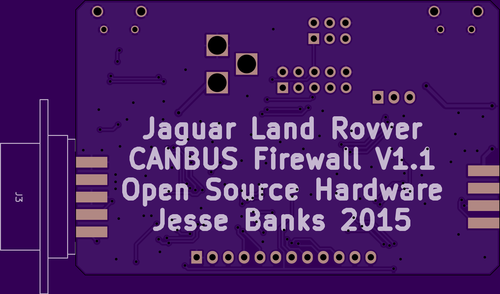 Jaguar Land Rovver
CANBUS Firewall V1.1
Open Source Hardware
Jesse Banks 2015
J3